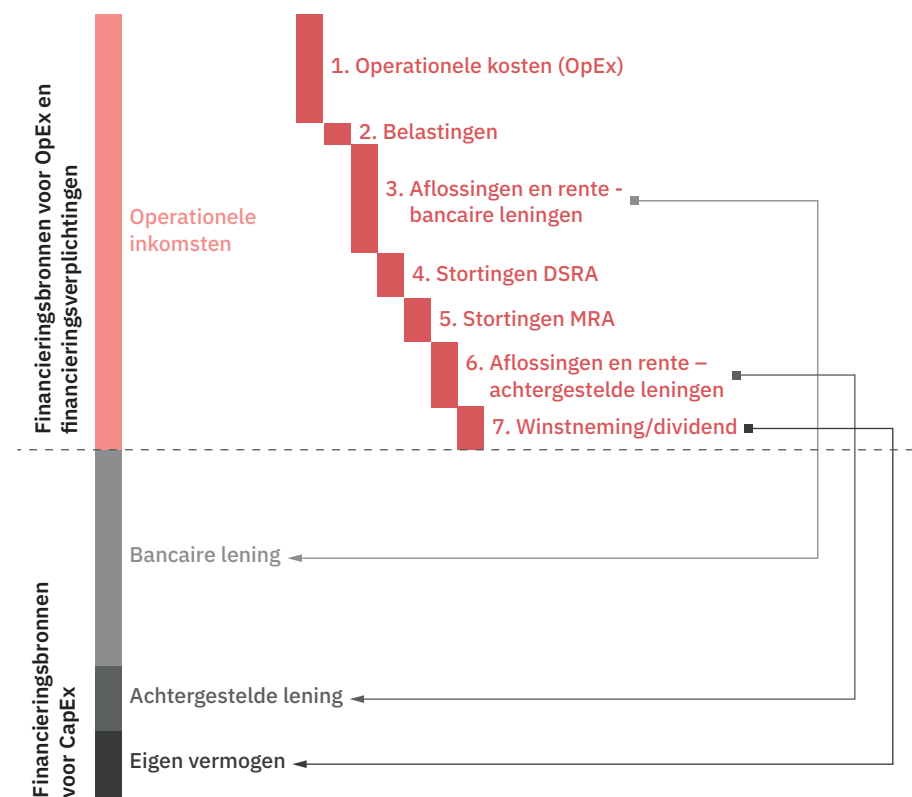 Financieringsbronnen voor OpEx en
financieringsverplichtingen
Operationele
inkomsten
1. Operationele kosten (OpEx)
2. Belastingen
3. Aflossingen en rente -
bancaire leningen
4. Stortingen DSRA
5. Stortingen MRA
6. Aflossingen en rente –
achtergestelde leningen
7. Winstneming/dividend
Financieringsbronnen
voor CapEx
Bancaire lening
Achtergestelde lening
Eigen vermogen